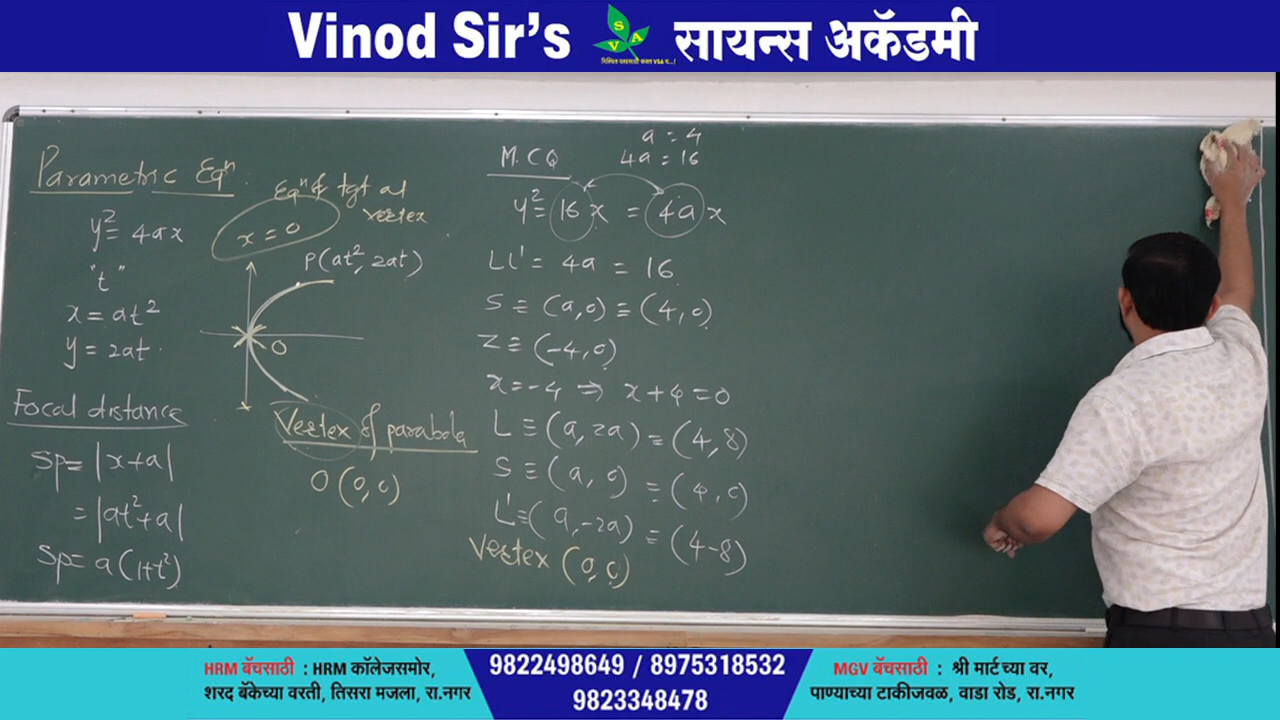 Vinod Sir's SVA सायन्स अकॅडमी
Parametric Eqⁿ.
y² = 4ax
"t"
x = at²
y = 2at.
Focal distance
SP = |x+a|
= |at²+a|
SP = a(1+t²)
Eqⁿ of tgt at
vertex
x = 0
P(at², 2at)
O
Vertex of parabola
O(0,0)
a = 4
M.C.Q 4a = 16
y² = 16x = 4ax
LL' = 4a = 16
S ≡ (a,0) ≡ (4,0)
Z ≡ (-4,0)
x = -4 ⇒ x+4 = 0
L ≡ (a, 2a) ≡ (4,8)
S ≡ (a, 0) ≡ (4,0)
L' ≡ (a, -2a) ≡ (4-8)
Vertex (0,0)
HRM बॅचसाठी : HRM कॉलेजसमोर,
शरद बँकेच्या वरती, तिसरा मजला, रा.नगर
9822498649 / 8975318532
9823348478
MGV बॅचसाठी : श्री मार्टच्या वर,
पाण्याच्या टाकीजवळ, वाडा रोड, रा.नगर